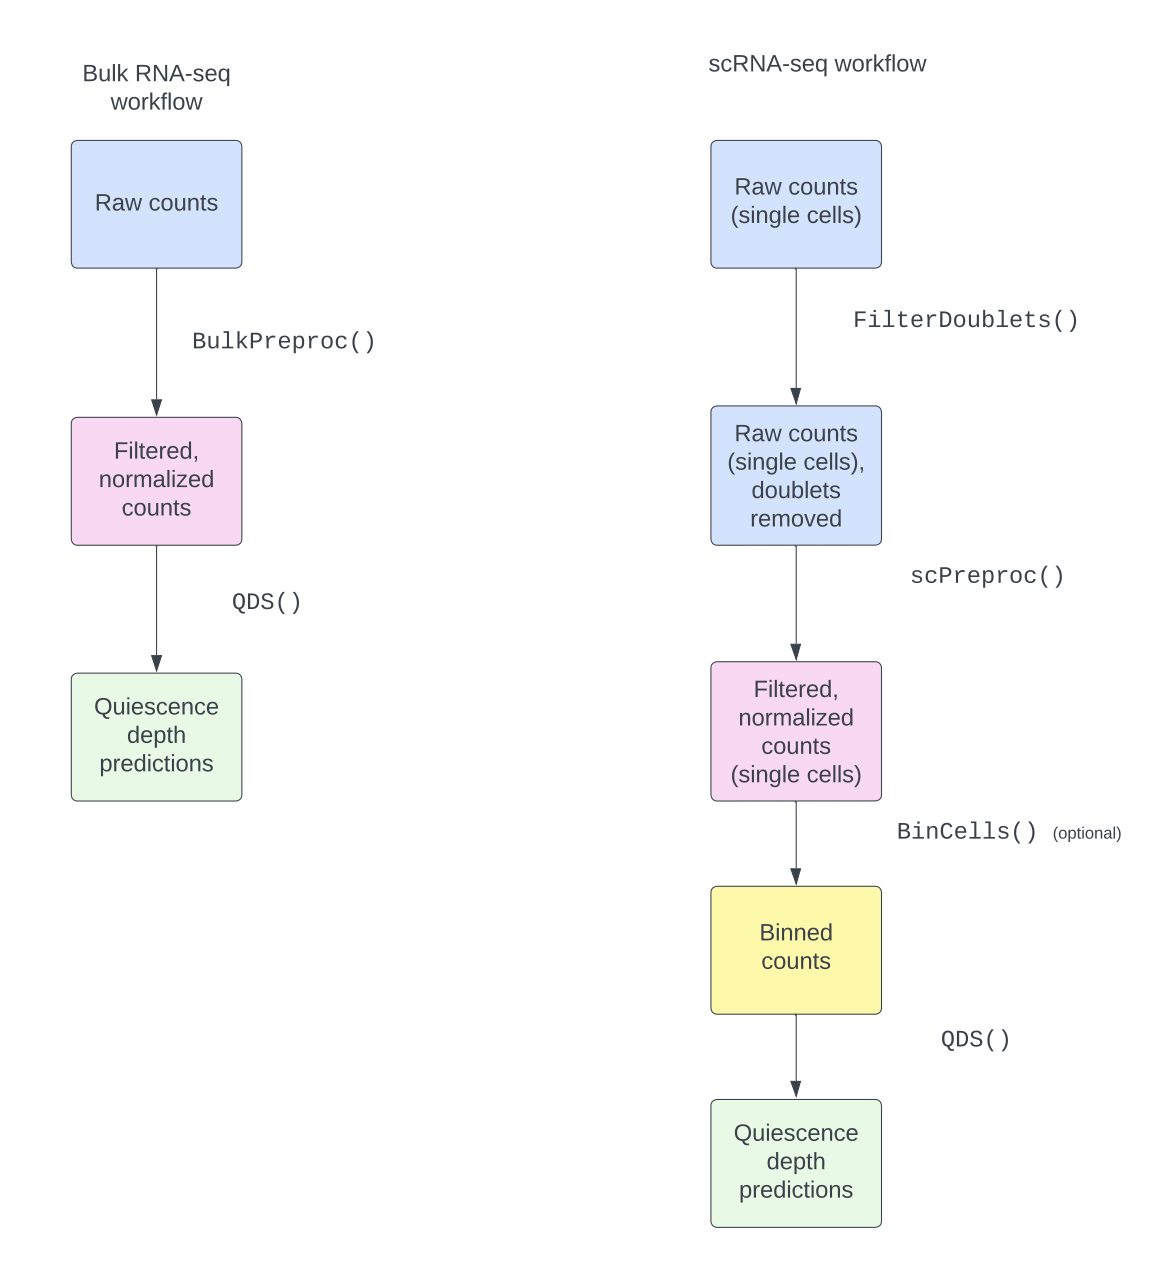 Bulk RNA-seq
workflow
Raw counts
BulkPreproc()
Filtered,
normalized
counts
QDS()
Quiescence
depth
predictions
scRNA-seq workflow
Raw counts
(single cells)
FilterDoublets()
Raw counts
(single cells),
doublets
removed
scPreproc()
Filtered,
normalized
counts
(single cells)
BinCells() (optional)
Binned
counts
QDS()
Quiescence
depth
predictions